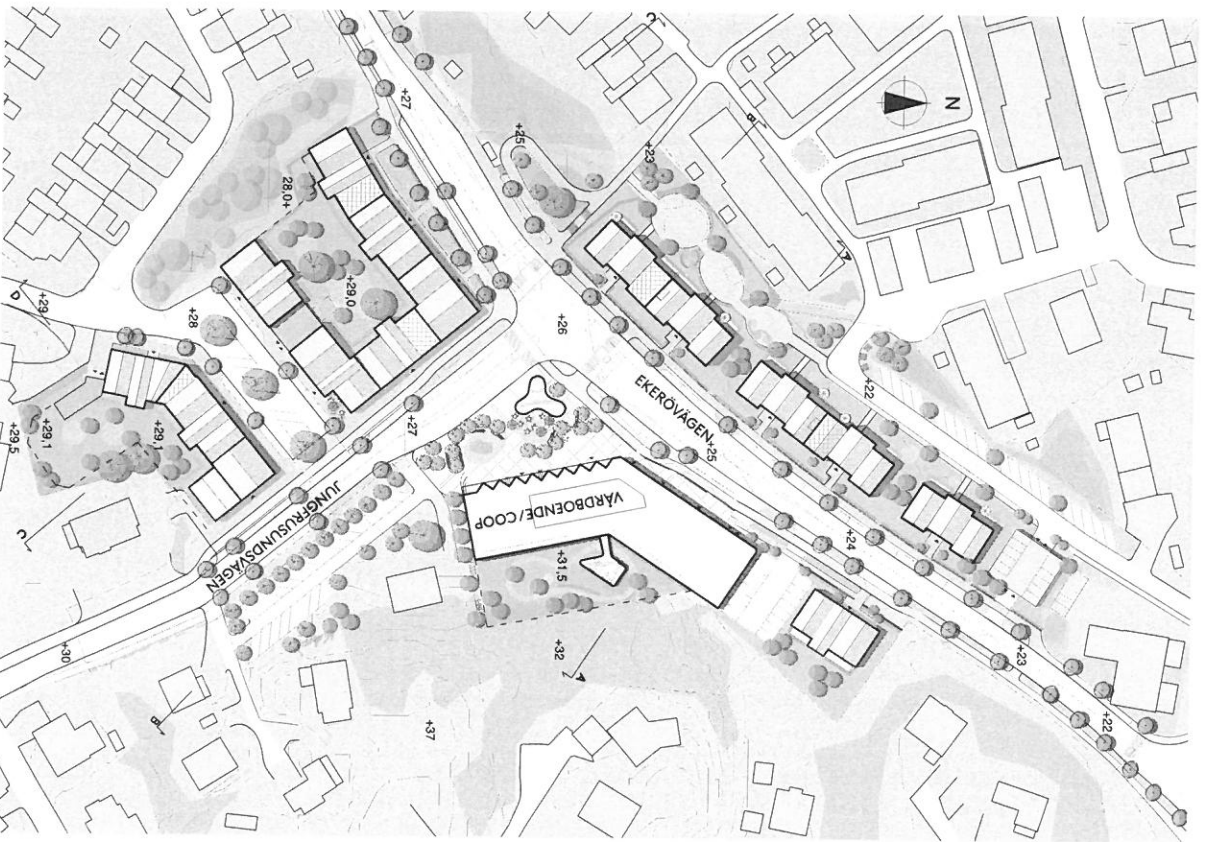 +27
+25
+23
N
B
C
A
28,0+
+29,0
+26
+22
EKERÖVÄGEN
+25
+29
D
+28
+27
VÅRDBOENDE/COOP
+24
+29,1
+29,1
+29,5
C
JUNGFRUSUNDSVÄGEN
+31,5
+23
+32
A
+22
+30
B
+37